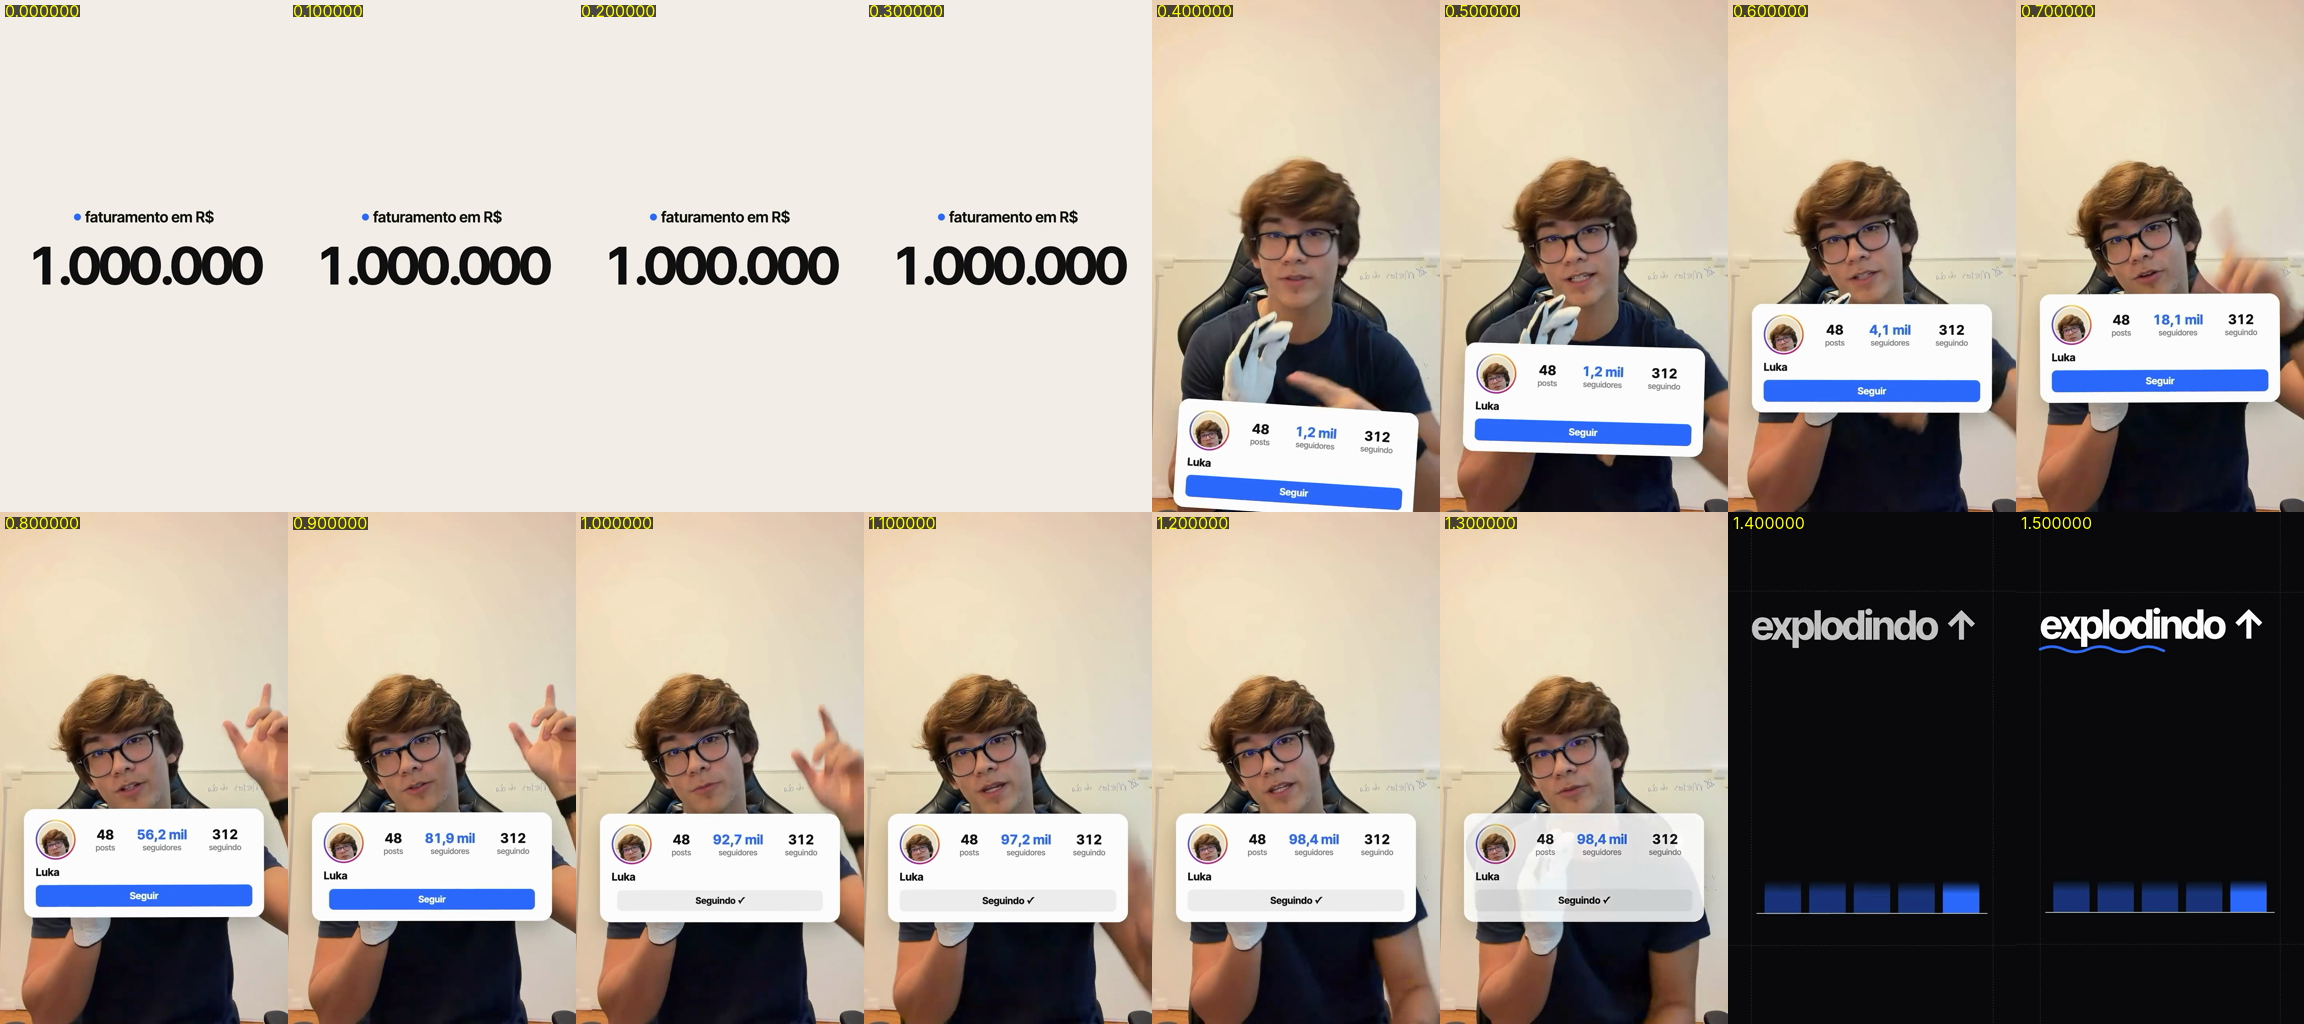 0.000000
faturamento em R$
1.000.000
0.100000
faturamento em R$
1.000.000
0.200000
faturamento em R$
1.000.000
0.300000
faturamento em R$
1.000.000
0.400000
48 1,2 mil 312
posts seguidores seguindo
Luka
Seguir
0.500000
48 1,2 mil 312
posts seguidores seguindo
Luka
Seguir
0.600000
48 4,1 mil 312
posts seguidores seguindo
Luka
Seguir
0.700000
48 18,1 mil 312
posts seguidores seguindo
Luka
Seguir
0.800000
48 56,2 mil 312
posts seguidores seguindo
Luka
Seguir
0.900000
48 81,9 mil 312
posts seguidores seguindo
Luka
Seguir
1.000000
48 92,7 mil 312
posts seguidores seguindo
Luka
Seguindo ✓
1.100000
48 97,2 mil 312
posts seguidores seguindo
Luka
Seguindo ✓
1.200000
48 98,4 mil 312
posts seguidores seguindo
Luka
Seguindo ✓
1.300000
48 98,4 mil 312
posts seguidores seguindo
Luka
Seguindo ✓
1.400000
explodindo ↑
1.500000
explodindo ↑